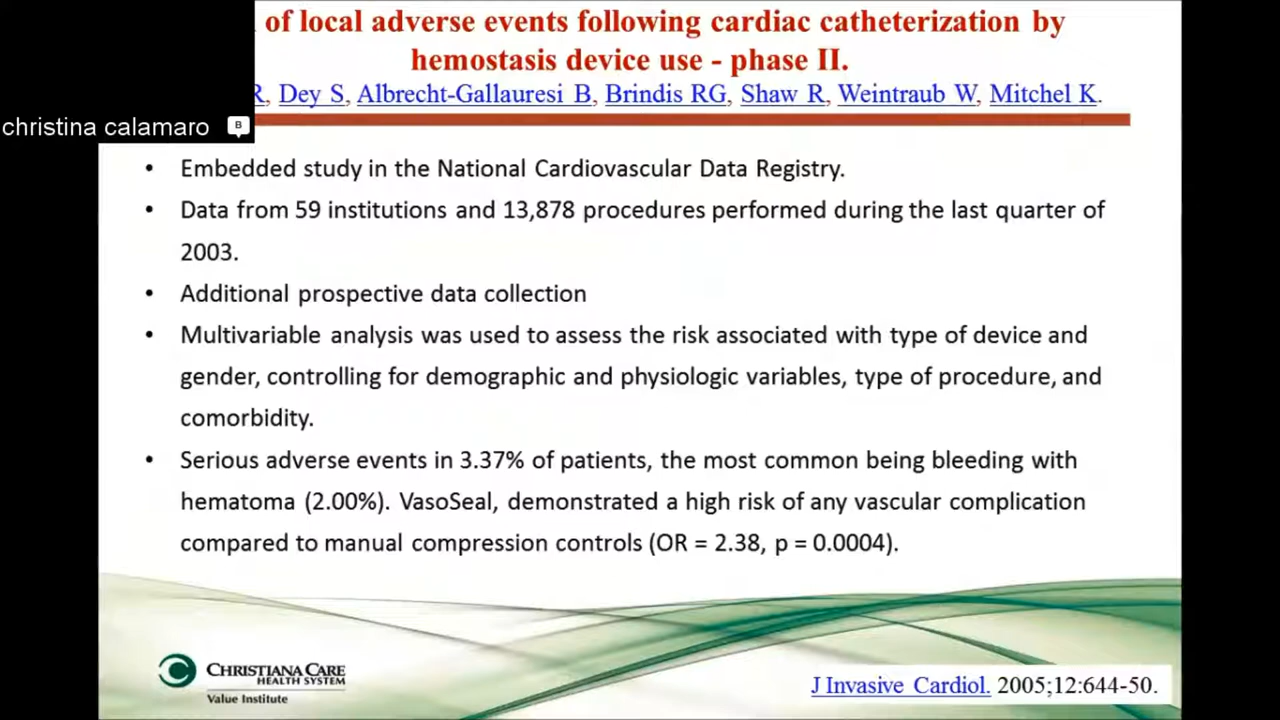 of local adverse events following cardiac catheterization by
hemostasis device use - phase II.
R, Dey S, Albrecht-Gallauresi B, Brindis RG, Shaw R, Weintraub W, Mitchel K.
christina calamaro B
• Embedded study in the National Cardiovascular Data Registry.
• Data from 59 institutions and 13,878 procedures performed during the last quarter of
2003.
• Additional prospective data collection
• Multivariable analysis was used to assess the risk associated with type of device and
gender, controlling for demographic and physiologic variables, type of procedure, and
comorbidity.
• Serious adverse events in 3.37% of patients, the most common being bleeding with
hematoma (2.00%). VasoSeal, demonstrated a high risk of any vascular complication
compared to manual compression controls (OR = 2.38, p = 0.0004).
CHRISTIANA CARE
HEALTH SYSTEM
Value Institute
J Invasive Cardiol. 2005;12:644-50.